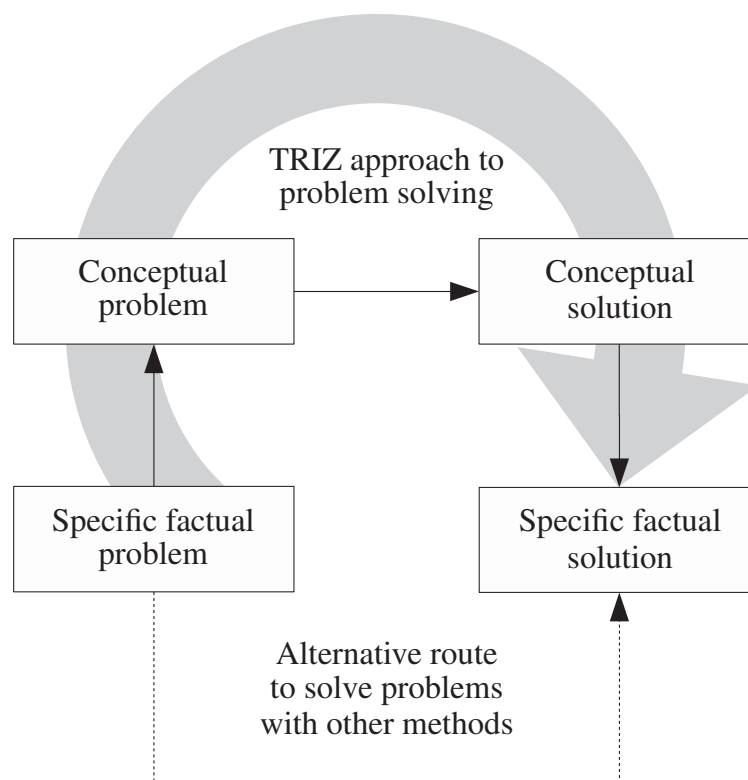 TRIZ approach to
problem solving
Conceptual
problem
Conceptual
solution
Specific factual
problem
Specific factual
solution
Alternative route
to solve problems
with other methods